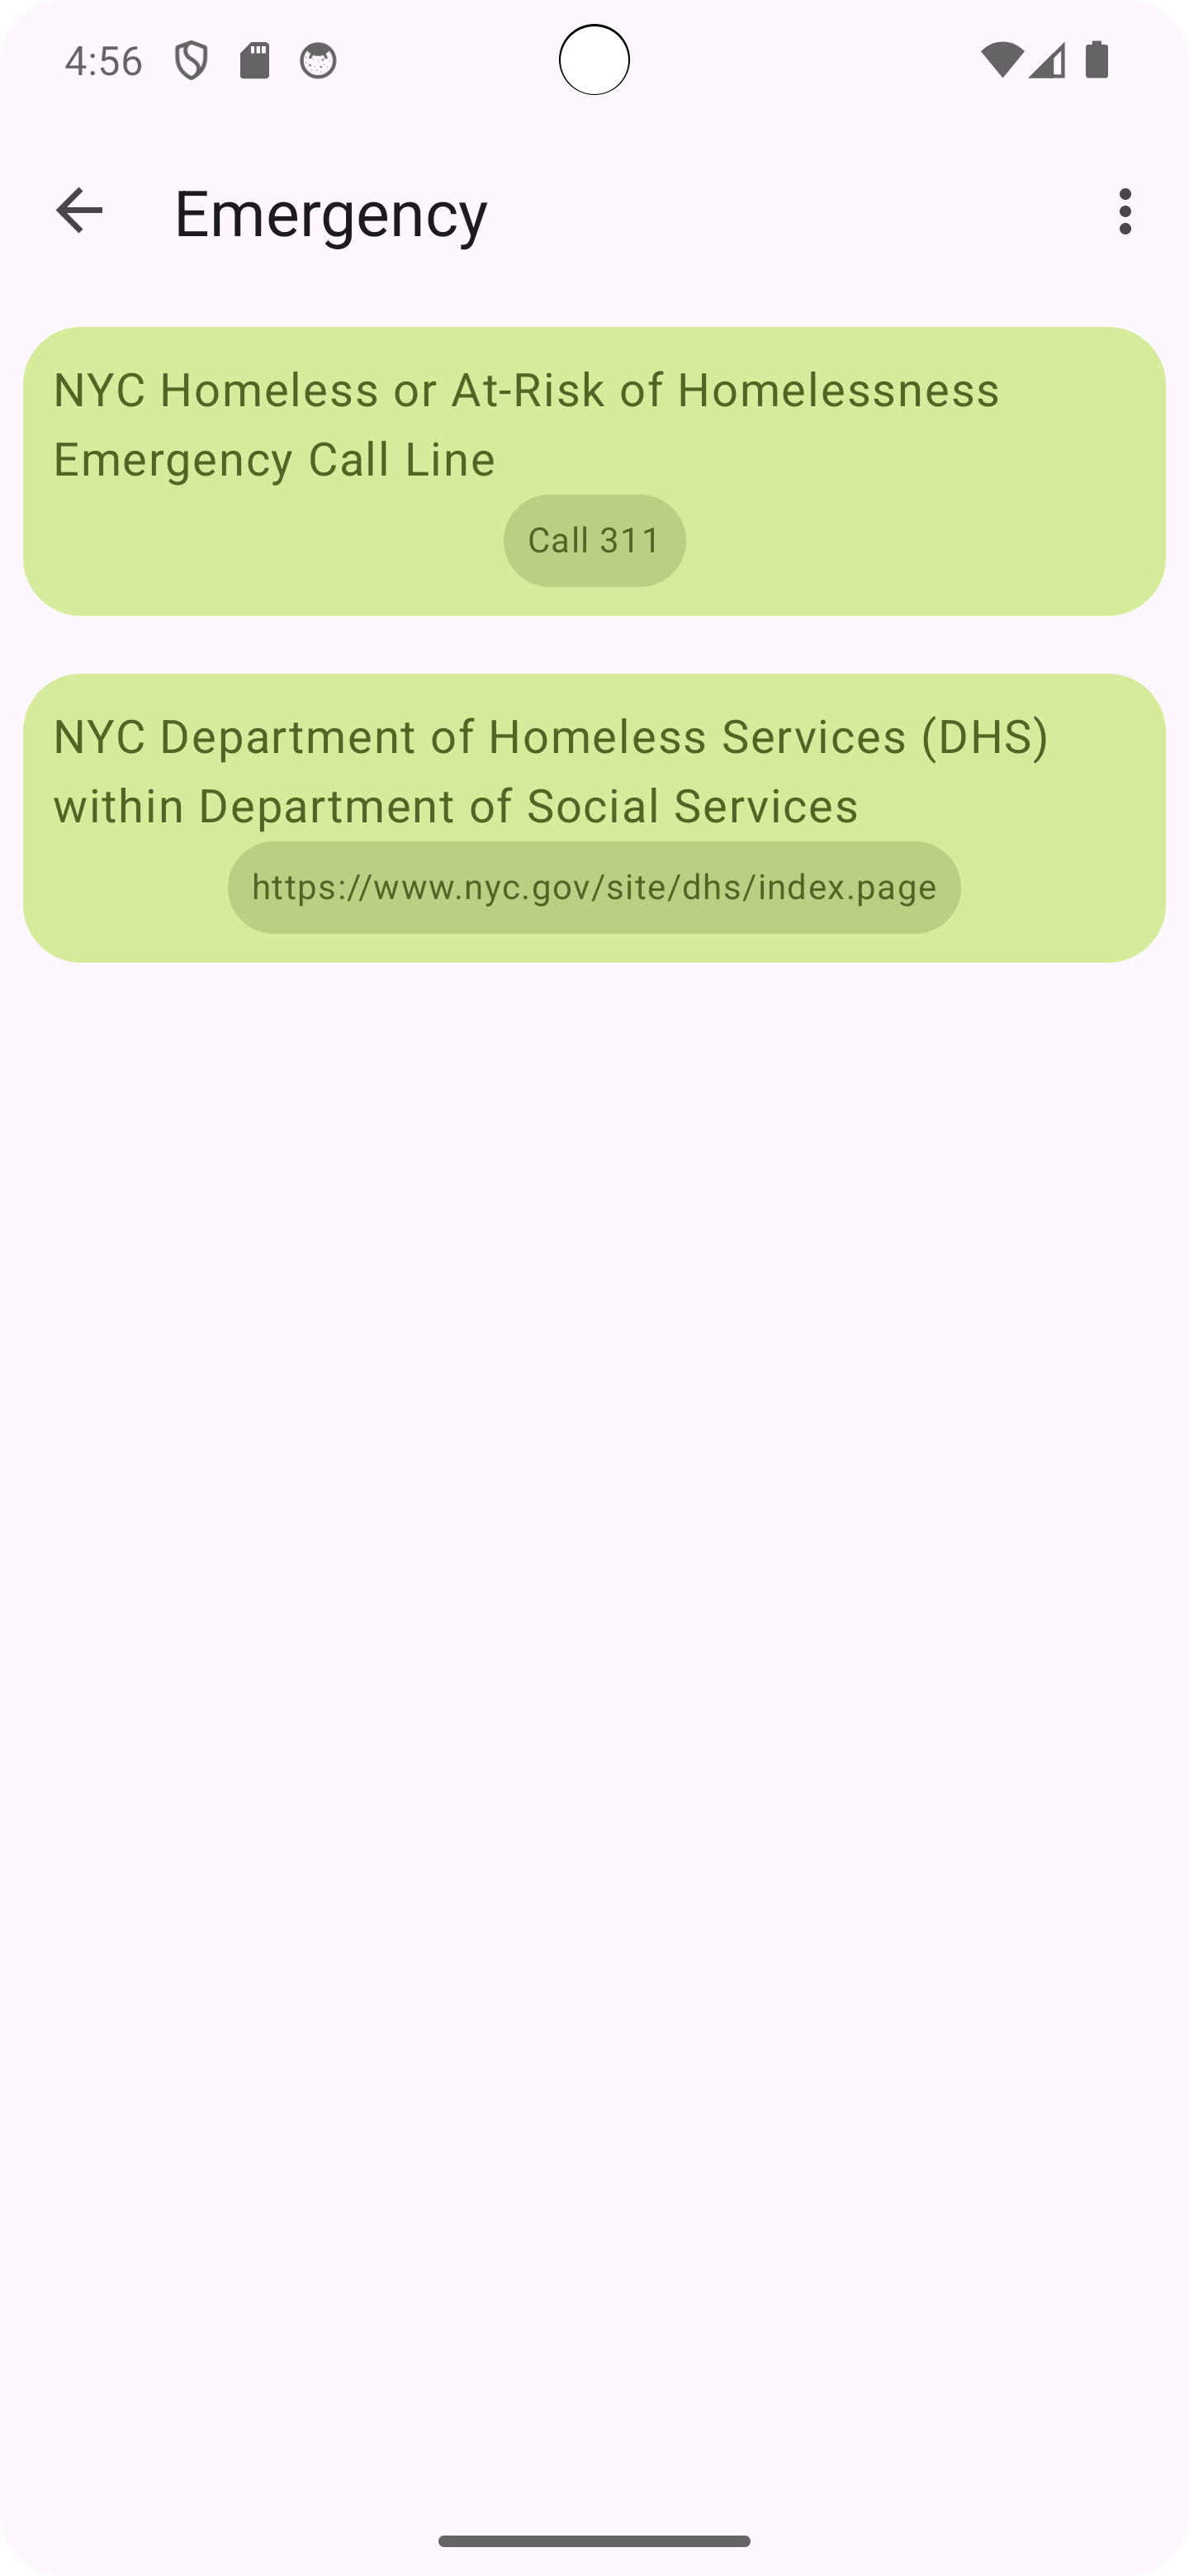 4:56
Emergency
NYC Homeless or At-Risk of Homelessness
Emergency Call Line
Call 311
NYC Department of Homeless Services (DHS)
within Department of Social Services
https://www.nyc.gov/site/dhs/index.page